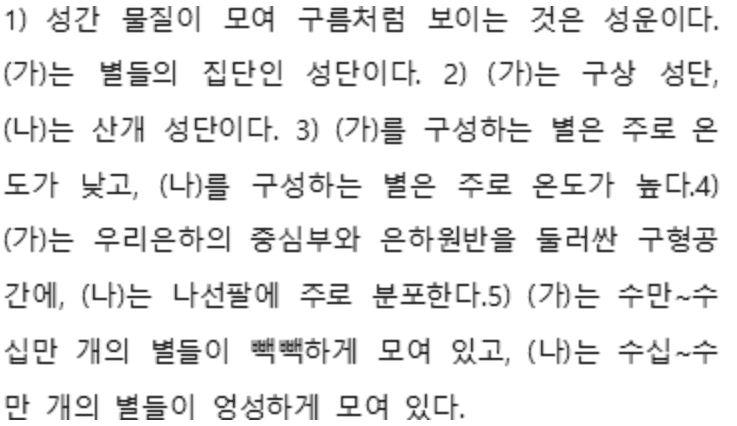 1) 성간 물질이 모여 구름처럼 보이는 것은 성운이다.
(가)는 별들의 집단인 성단이다. 2) (가)는 구상 성단,
(나)는 산개 성단이다. 3) (가)를 구성하는 별은 주로 온
도가 낮고, (나)를 구성하는 별은 주로 온도가 높다.4)
(가)는 우리은하의 중심부와 은하원반을 둘러싼 구형공
간에, (나)는 나선팔에 주로 분포한다.5) (가)는 수만~수
십만 개의 별들이 빽빽하게 모여 있고, (나)는 수십~수
만 개의 별들이 엉성하게 모여 있다.